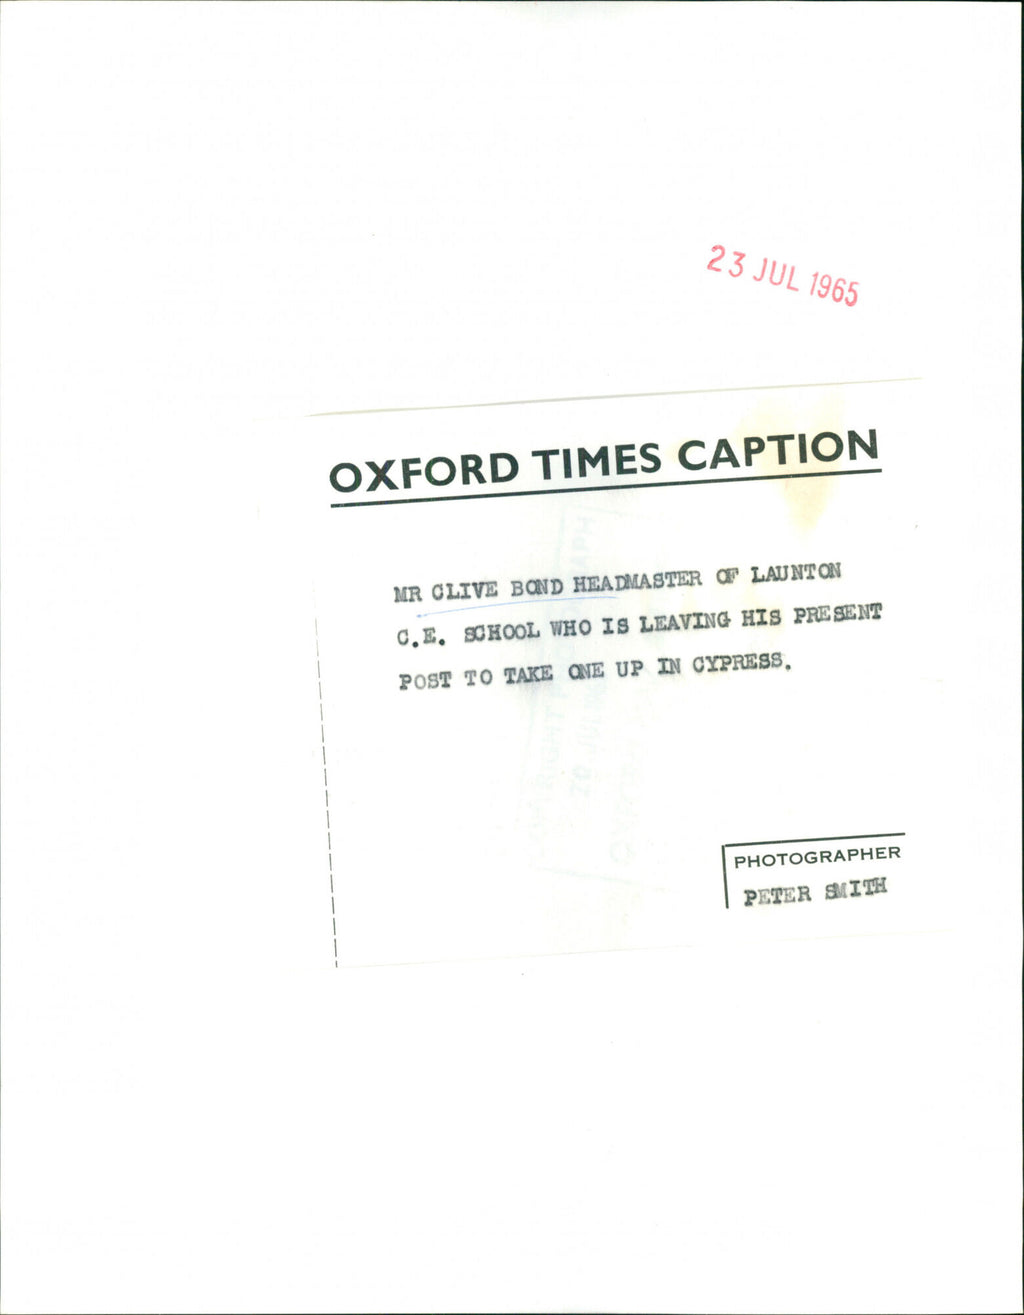 23 JUL 1965
OXFORD TIMES CAPTION
MR CLIVE BOND HEADMASTER OF LAUNTON
C.E. SCHOOL WHO IS LEAVING HIS PRESENT
POST TO TAKE ONE UP IN CYPRESS.
PHOTOGRAPHER
PETER SMITH